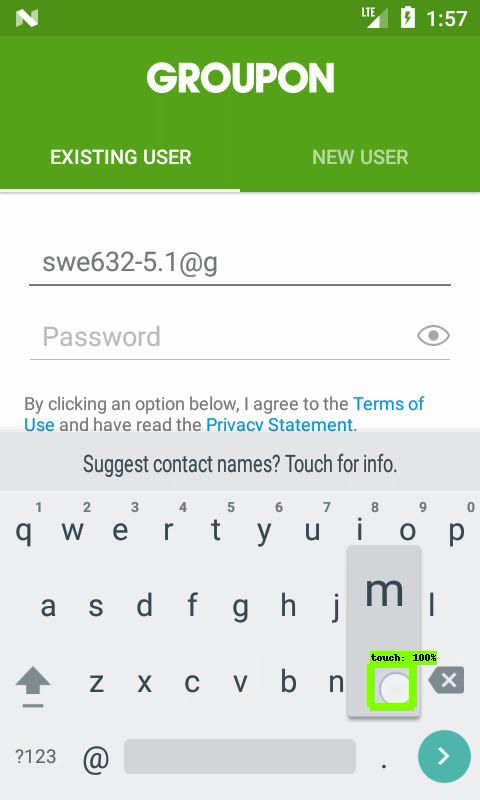 LTE 1:57
GROUPON
EXISTING USER NEW USER
swe632-5.1@g
Password
By clicking an option below, I agree to the Terms of
Use and have read the Privacy Statement.
Suggest contact names? Touch for info.
1 2 3 4 5 6 7 8 9 0
q w e r t y u i o p
m
a s d f g h j l
touch: 100%
z x c v b n
?123 @ .